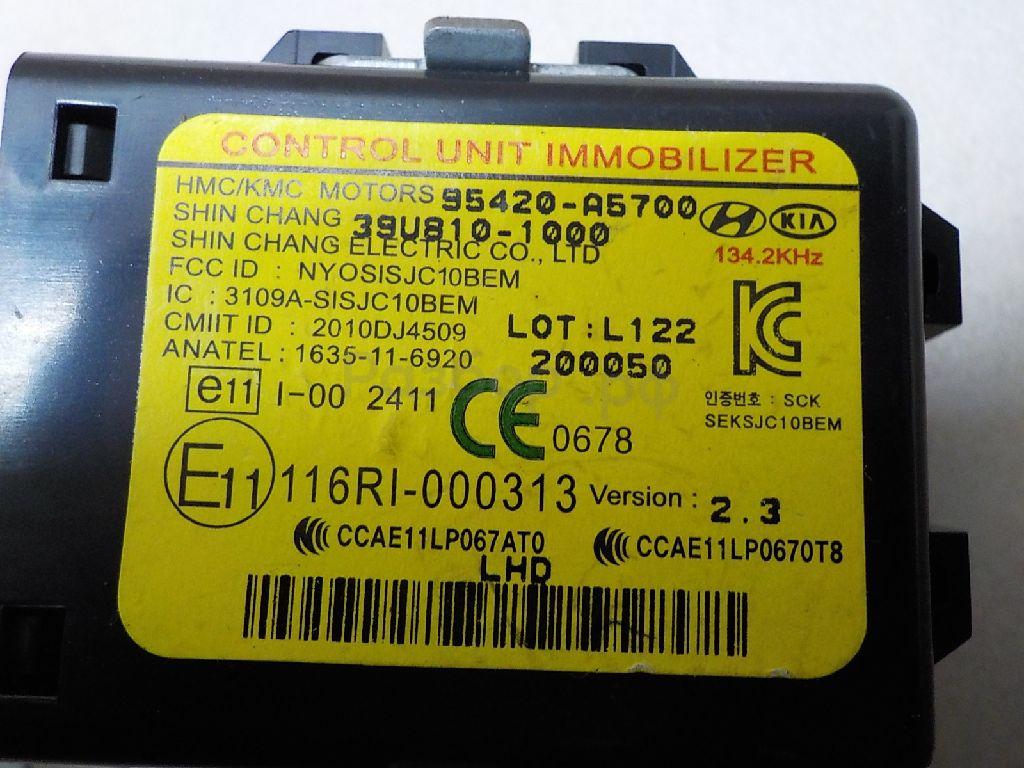 CONTROL UNIT IMMOBILIZER
HMC/KMC MOTORS 95420-A5700
SHIN CHANG 39U810-1000
KIA
SHIN CHANG ELECTRIC CO., LTD
134.2KHz
FCC ID : NYOSISJC10BEM
IC : 3109A-SISJC10BEM
CMIIT ID : 2010DJ4509 LOT:L122
ANATEL : 1635-11-6920 200050
e11 I-00 2411 CE 0678
인증번호 : SCK
SEKSJC10BEM
E11 116RI-000313 Version : 2.3
CCAE11LP067AT0 CCAE11LP0670T8
LHD